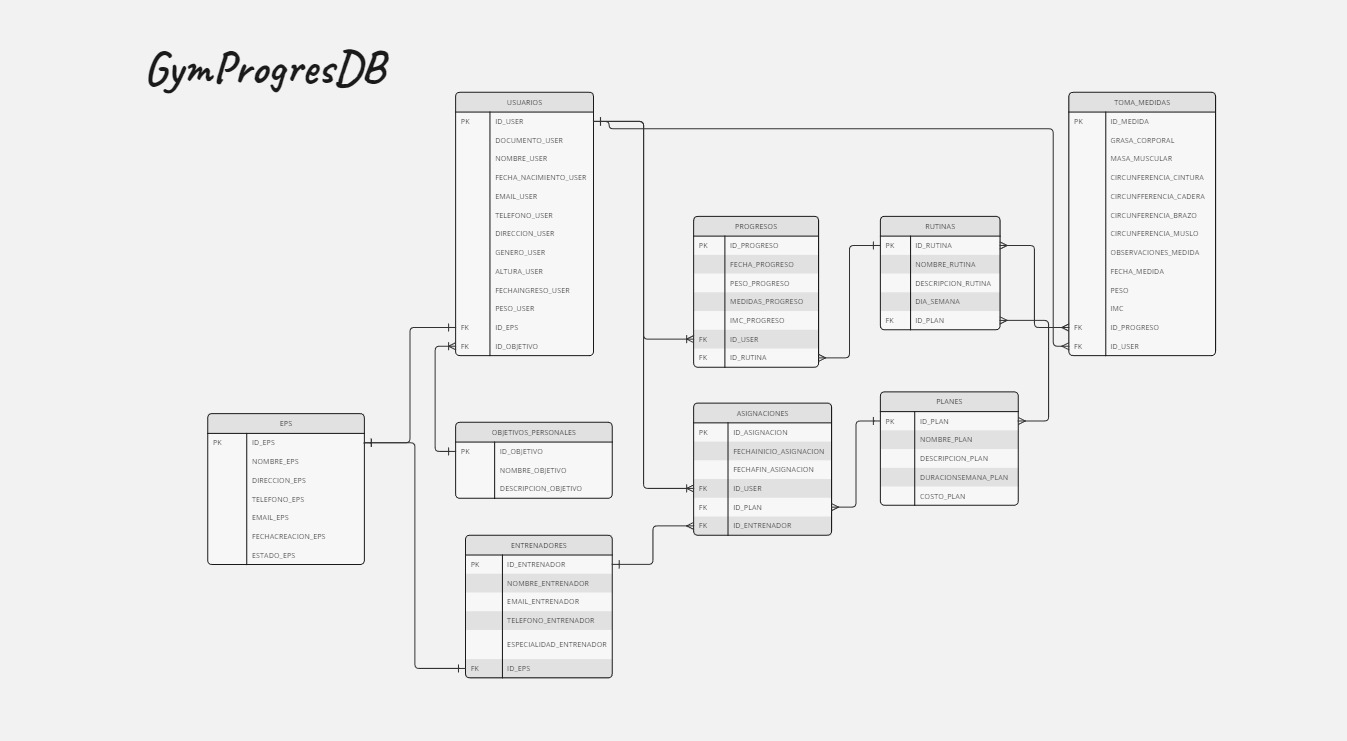 GymProgresDB
USUARIOS
PK ID_USER
DOCUMENTO_USER
NOMBRE_USER
FECHA_NACIMIENTO_USER
EMAIL_USER
TELEFONO_USER
DIRECCION_USER
GENERO_USER
ALTURA_USER
FECHAINGRESO_USER
PESO_USER
FK ID_EPS
FK ID_OBJETIVO
TOMA_MEDIDAS
PK ID_MEDIDA
GRASA_CORPORAL
MASA_MUSCULAR
CIRCUNFERENCIA_CINTURA
CIRCUNFFERENCIA_CADERA
CIRCUNFERENCIA_BRAZO
CIRCUNFERENCIA_MUSLO
OBSERVACIONES_MEDIDA
FECHA_MEDIDA
PESO
IMC
FK ID_PROGRESO
FK ID_USER
PROGRESOS
PK ID_PROGRESO
FECHA_PROGRESO
PESO_PROGRESO
MEDIDAS_PROGRESO
IMC_PROGRESO
FK ID_USER
FK ID_RUTINA
RUTINAS
PK ID_RUTINA
NOMBRE_RUTINA
DESCRIPCION_RUTINA
DIA_SEMANA
FK ID_PLAN
EPS
PK ID_EPS
NOMBRE_EPS
DIRECCION_EPS
TELEFONO_EPS
EMAIL_EPS
FECHACREACION_EPS
ESTADO_EPS
OBJETIVOS_PERSONALES
PK ID_OBJETIVO
NOMBRE_OBJETIVO
DESCRIPCION_OBJETIVO
ASIGNACIONES
PK ID_ASIGNACION
FECHAINICIO_ASIGNACION
FECHAFIN_ASIGNACION
FK ID_USER
FK ID_PLAN
FK ID_ENTRENADOR
PLANES
PK ID_PLAN
NOMBRE_PLAN
DESCRIPCION_PLAN
DURACIONSEMANA_PLAN
COSTO_PLAN
ENTRENADORES
PK ID_ENTRENADOR
NOMBRE_ENTRENADOR
EMAIL_ENTRENADOR
TELEFONO_ENTRENADOR
ESPECIALIDAD_ENTRENADOR
FK ID_EPS